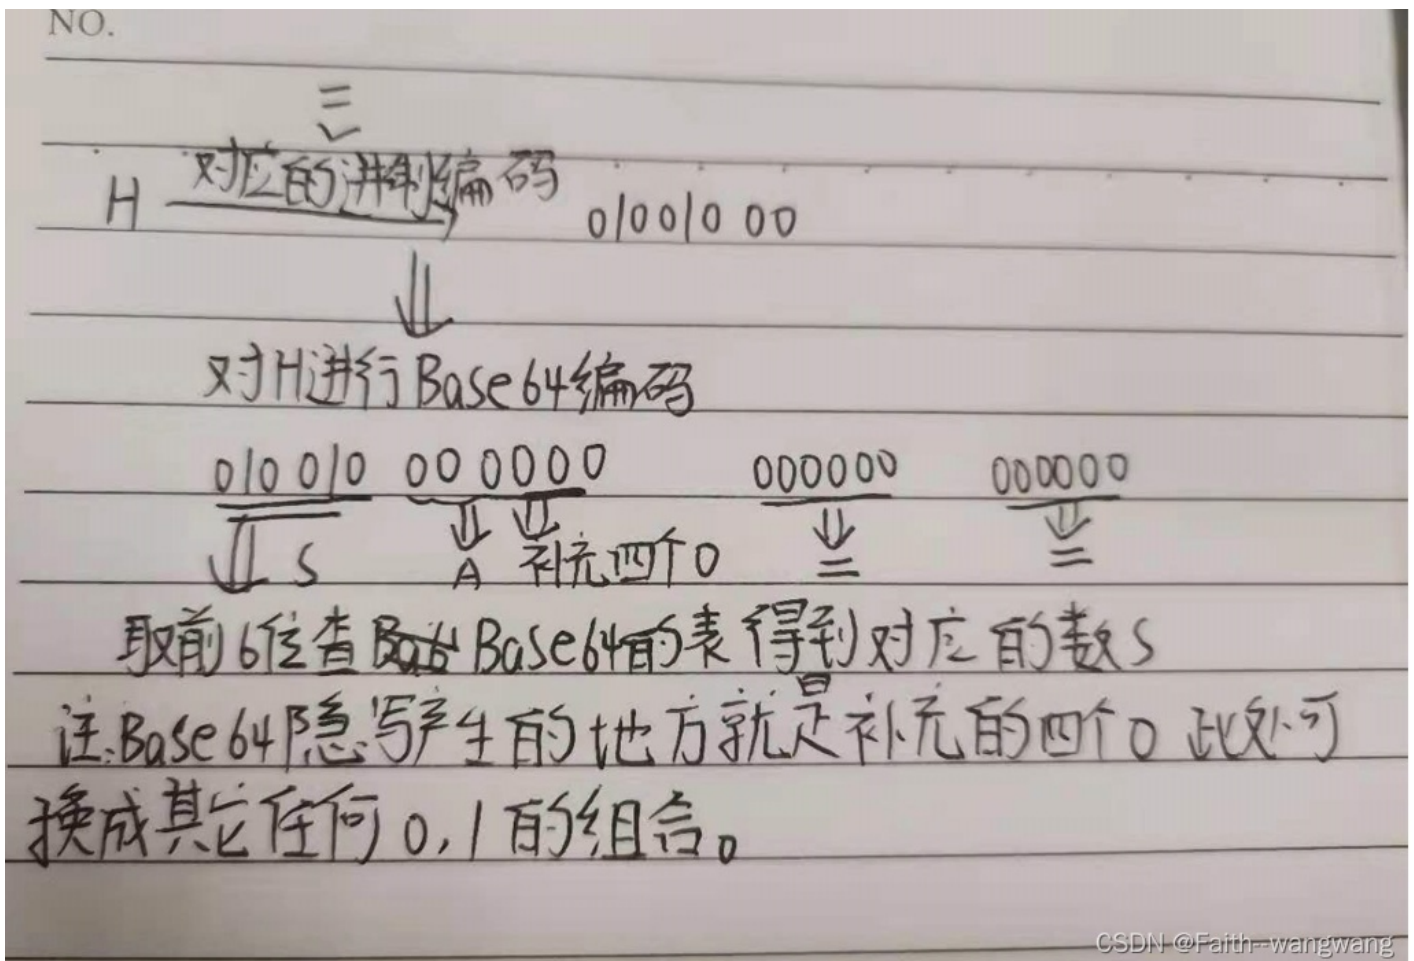 NO.
二
对应的进制编码
H 01001000
对H进行Base64编码
010010 000000 000000 000000
S A 补充四个0 = =
取前6位查 Base64的表得到对应的数S
注:Base64隐写产生的地方就是补充的四个0 此处可
换成其它任何0,1的组合。
CSDN @Faith--wangwang